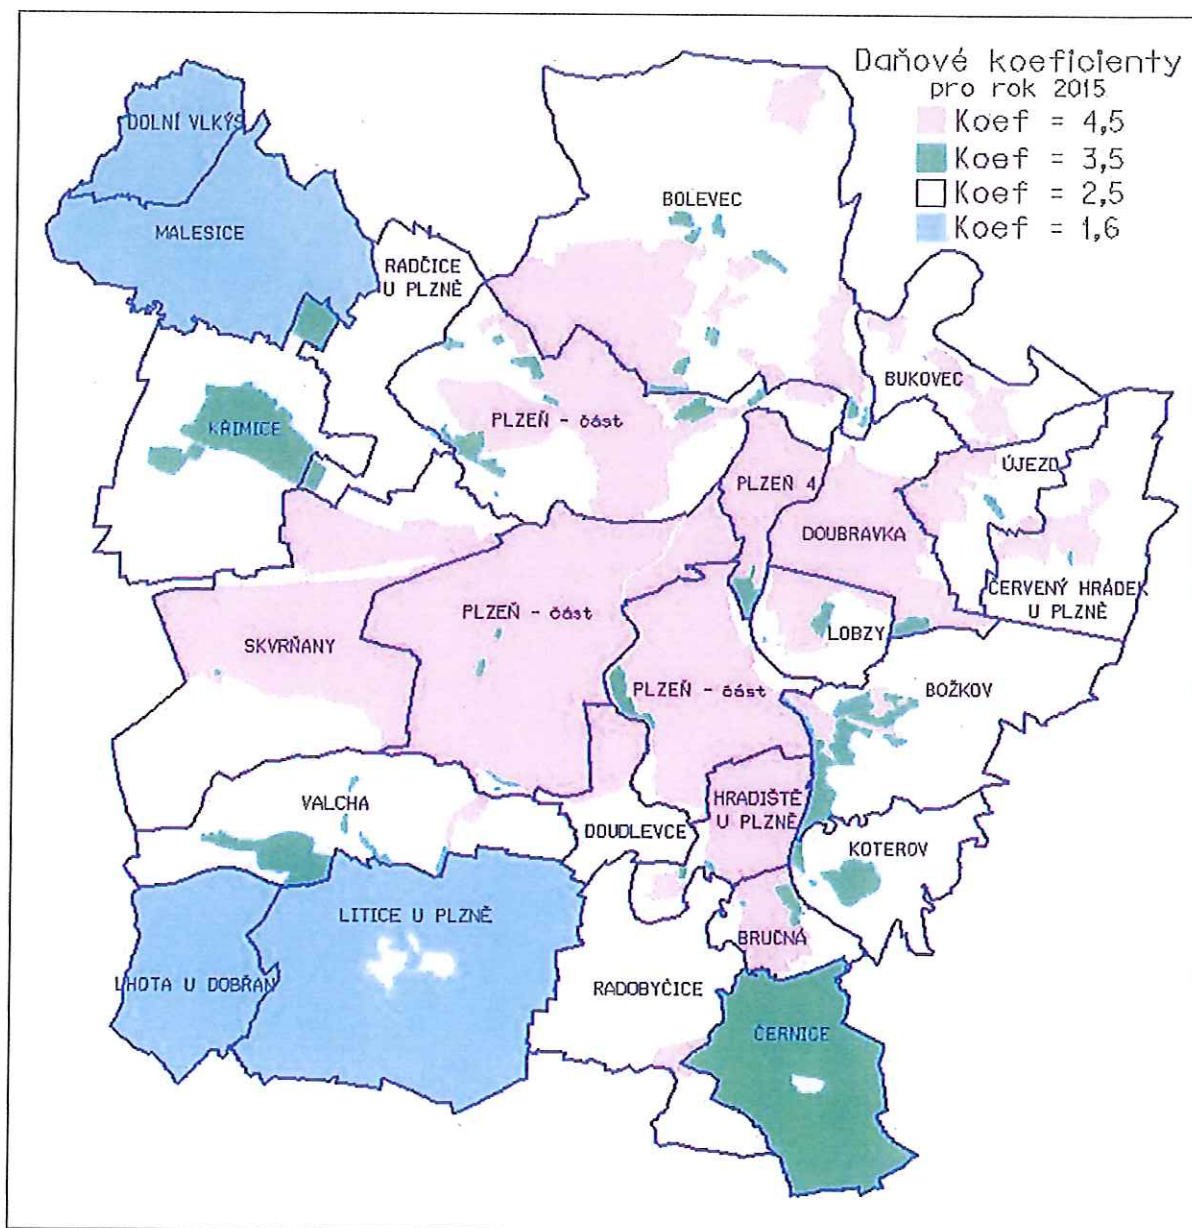 Daňové koeficienty
pro rok 2015
Koef = 4,5
Koef = 3,5
Koef = 2,5
Koef = 1,6
DOLNÍ VLKÝŠ
MALESICE
RADČICE
U PLZNĚ
BOLEVEC
BUKOVEC
KŘIMICE
PLZEŇ - část
PLZEŇ 4
ÚJEZD
DOUBRAVKA
ČERVENÝ HRÁDEK
U PLZNĚ
SKVRŇANY
PLZEŇ - část
LOBZY
PLZEŇ - část
BOŽKOV
VALCHA
HRADIŠTĚ
U PLZNĚ
DOUDLEVCE
KOTEROV
LITICE U PLZNĚ
BRUČNÁ
LHOTA U DOBŘAN
RADOBYČICE
ČERNICE